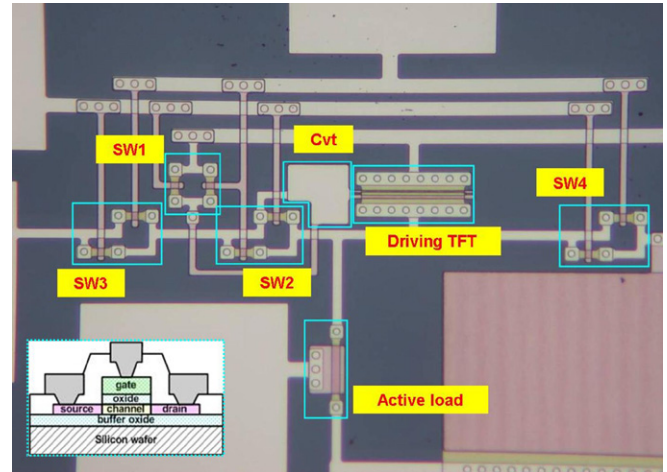 SW1
Cvt
SW4
Driving TFT
SW3
SW2
Active load
gate
oxide
source
channel
drain
buffer oxide
Silicon wafer